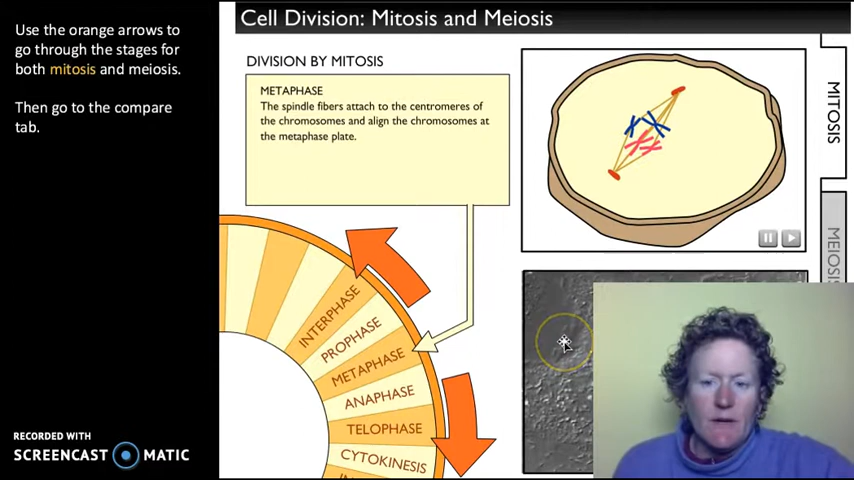 Use the orange arrows to
go through the stages for
both mitosis and meiosis.
Then go to the compare
tab.
RECORDED WITH
SCREENCAST MATIC
Cell Division: Mitosis and Meiosis
DIVISION BY MITOSIS
METAPHASE
The spindle fibers attach to the centromeres of
the chromosomes and align the chromosomes at
the metaphase plate.
INTERPHASE
PROPHASE
METAPHASE
ANAPHASE
TELOPHASE
CYTOKINESIS
MITOSIS
MEIOSIS